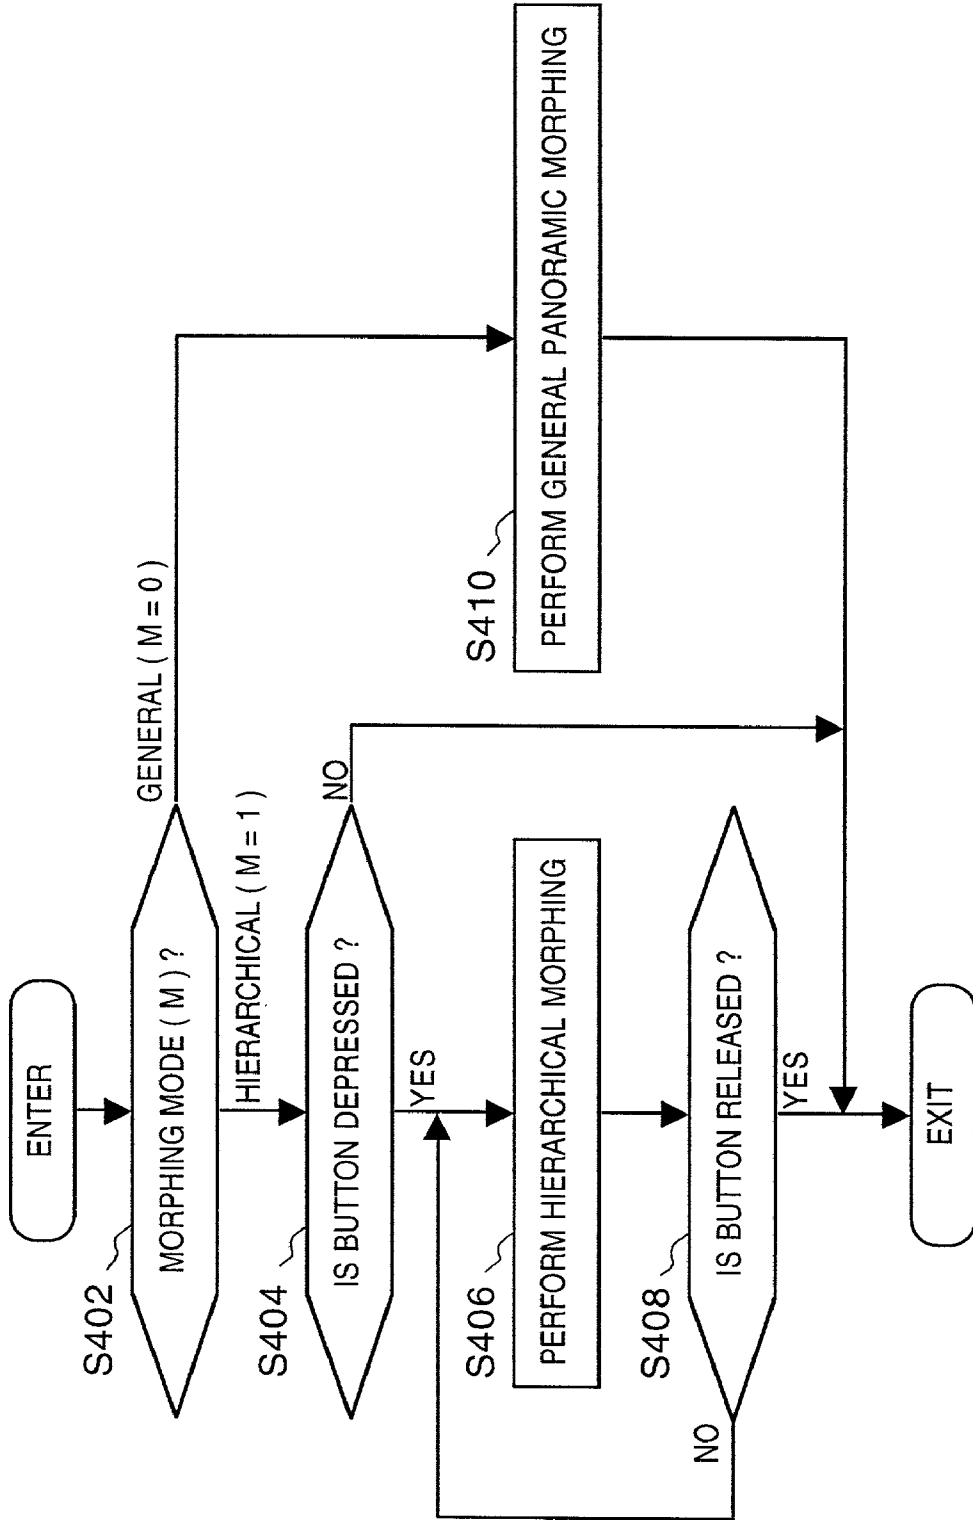 ENTER
S402
MORPHING MODE ( M ) ?
GENERAL ( M = 0 )
HIERARCHICAL ( M = 1 )
S404
IS BUTTON DEPRESSED ?
NO
YES
S406
PERFORM HIERARCHICAL MORPHING
S410
PERFORM GENERAL PANORAMIC MORPHING
S408
IS BUTTON RELEASED ?
NO
YES
EXIT